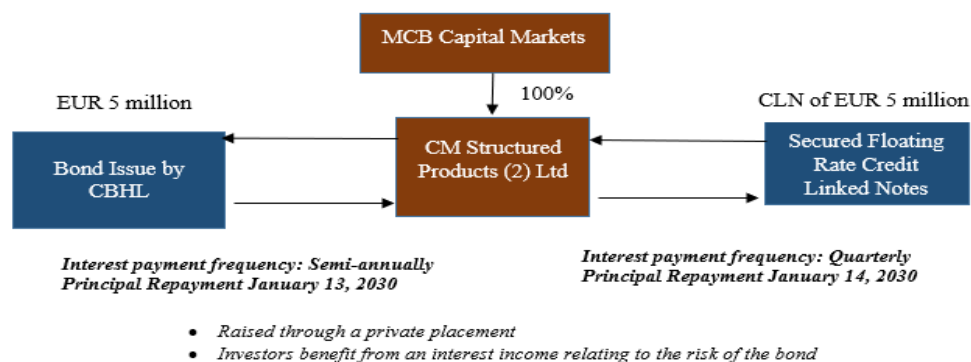 MCB Capital Markets
100%
EUR 5 million
CLN of EUR 5 million
Bond Issue by
CBHL
CM Structured
Products (2) Ltd
Secured Floating
Rate Credit
Linked Notes
Interest payment frequency: Semi-annually
Principal Repayment January 13, 2030
Interest payment frequency: Quarterly
Principal Repayment January 14, 2030
• Raised through a private placement
• Investors benefit from an interest income relating to the risk of the bond